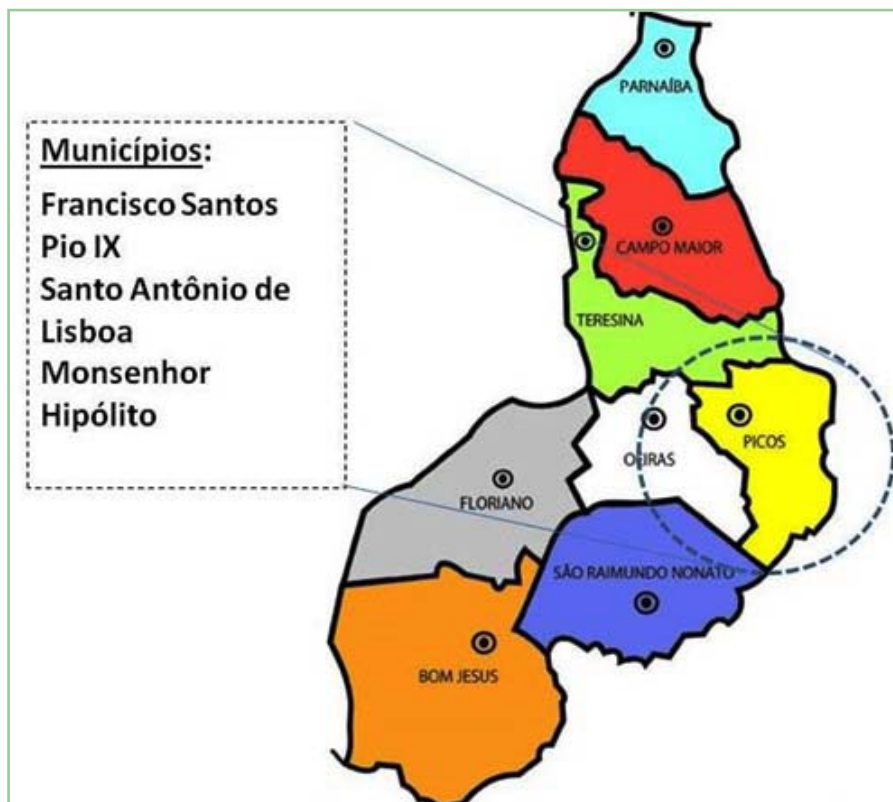 Municípios:
Francisco Santos
Pio IX
Santo Antônio de
Lisboa
Monsenhor
Hipólito
PARNAÍBA
CAMPO MAIOR
TERESINA
PICOS
OEIRAS
FLORIANO
SÃO RAIMUNDO NONATO
BOM JESUS